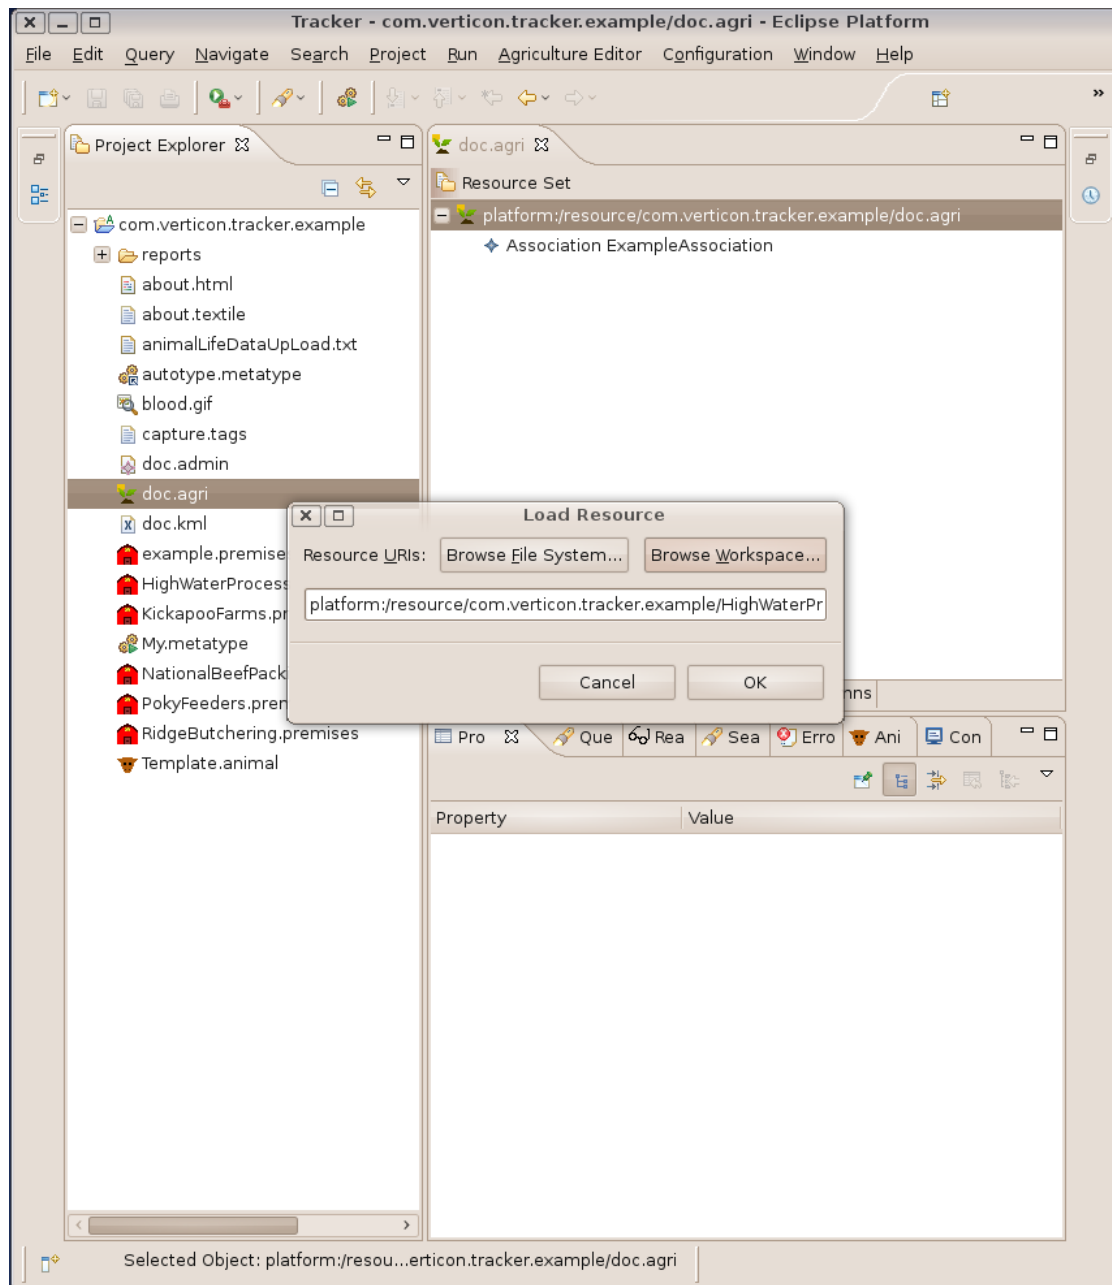 Tracker - com.verticon.tracker.example/doc.agri - Eclipse Platform
File Edit Query Navigate Search Project Run Agriculture Editor Configuration Window Help
Project Explorer
com.verticon.tracker.example
reports
about.html
about.textile
animalLifeDataUpLoad.txt
autotype.metatype
blood.gif
capture.tags
doc.admin
doc.agri
doc.kml
example.premise
HighWaterProcess
KickapooFarms.pr
My.metatype
NationalBeefPack
PokyFeeders.prem
RidgeButchering.premises
Template.animal
doc.agri
Resource Set
platform:/resource/com.verticon.tracker.example/doc.agri
Association ExampleAssociation
Load Resource
Resource URIs: Browse File System... Browse Workspace...
platform:/resource/com.verticon.tracker.example/HighWaterPr
Cancel OK
Pro Que Rea Sea Erro Ani Con
Property Value
Selected Object: platform:/resou...erticon.tracker.example/doc.agri